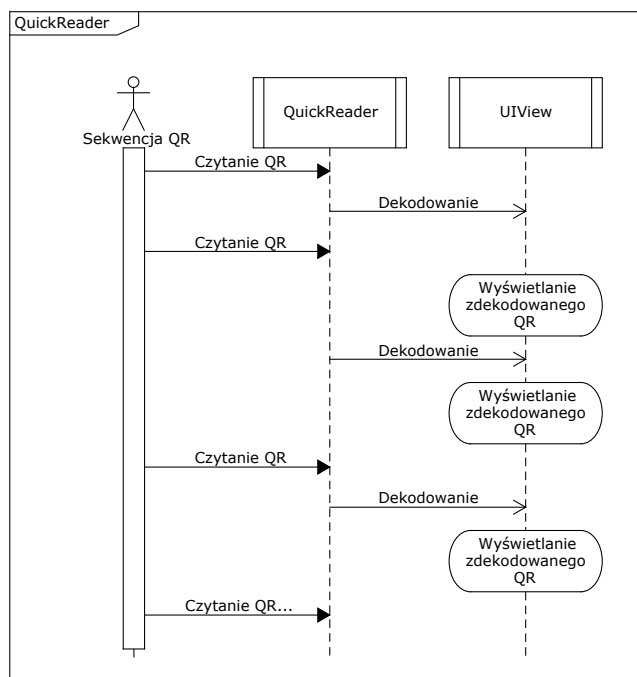 QuickReader
QuickReader
UIView
Sekwencja QR
Czytanie QR
Dekodowanie
Czytanie QR
Wyświetlanie
zdekodowanego
QR
Dekodowanie
Wyświetlanie
zdekodowanego
QR
Czytanie QR
Dekodowanie
Wyświetlanie
zdekodowanego
QR
Czytanie QR...